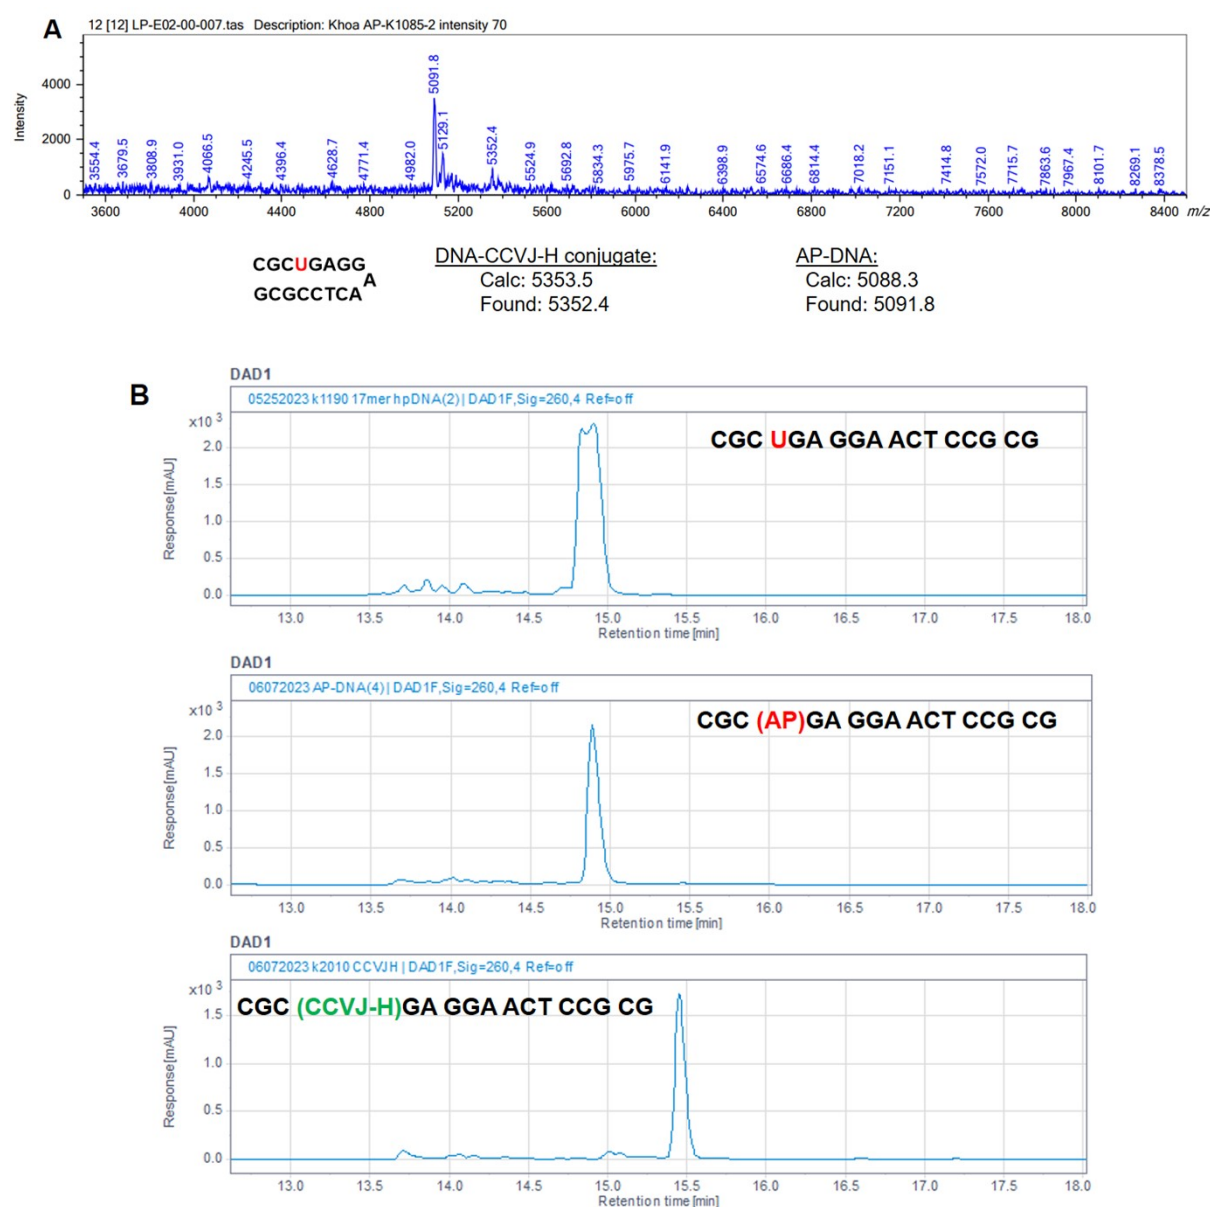 A
12 [12] LP-E02-00-007.tas Description: Khoa AP-K1085-2 intensity 70
Intensity
4000
2000
0
3554.4 3679.5 3808.9 3931.0 4066.5 4245.5 4396.4 4628.7 4771.4 4982.0 5091.8 5129.1 5352.4 5524.9 5692.8 5834.3 5975.7 6141.9 6398.9 6574.6 6686.4 6814.4 7018.2 7151.1 7414.8 7572.0 7715.7 7863.6 7967.4 8101.7 8269.1 8378.5
3600 4000 4400 4800 5200 5600 6000 6400 6800 7200 7600 8000 8400 m/z
CGCUGAGG
A
GCGCCTCA
DNA-CCVJ-H conjugate:
Calc: 5353.5
Found: 5352.4
AP-DNA:
Calc: 5088.3
Found: 5091.8
B
DAD1
05252023 k1190 17mer hpDNA(2) | DAD1F,Sig=260,4 Ref=off
x10 3
CGC UGA GGA ACT CCG CG
Response[mAU]
2.0
1.5
1.0
0.5
0.0
13.0 13.5 14.0 14.5 15.0 15.5 16.0 16.5 17.0 17.5 18.0
Retention time [min]
DAD1
06072023 AP-DNA(4) | DAD1F,Sig=260,4 Ref=off
x10 3
CGC (AP)GA GGA ACT CCG CG
Response[mAU]
2.0
1.5
1.0
0.5
0.0
13.0 13.5 14.0 14.5 15.0 15.5 16.0 16.5 17.0 17.5 18.0
Retention time [min]
DAD1
06072023 k2010 CCVJH | DAD1F,Sig=260,4 Ref=off
x10 3
CGC (CCVJ-H)GA GGA ACT CCG CG
Response[mAU]
1.5
1.0
0.5
0.0
13.0 13.5 14.0 14.5 15.0 15.5 16.0 16.5 17.0 17.5 18.0
Retention time [min]